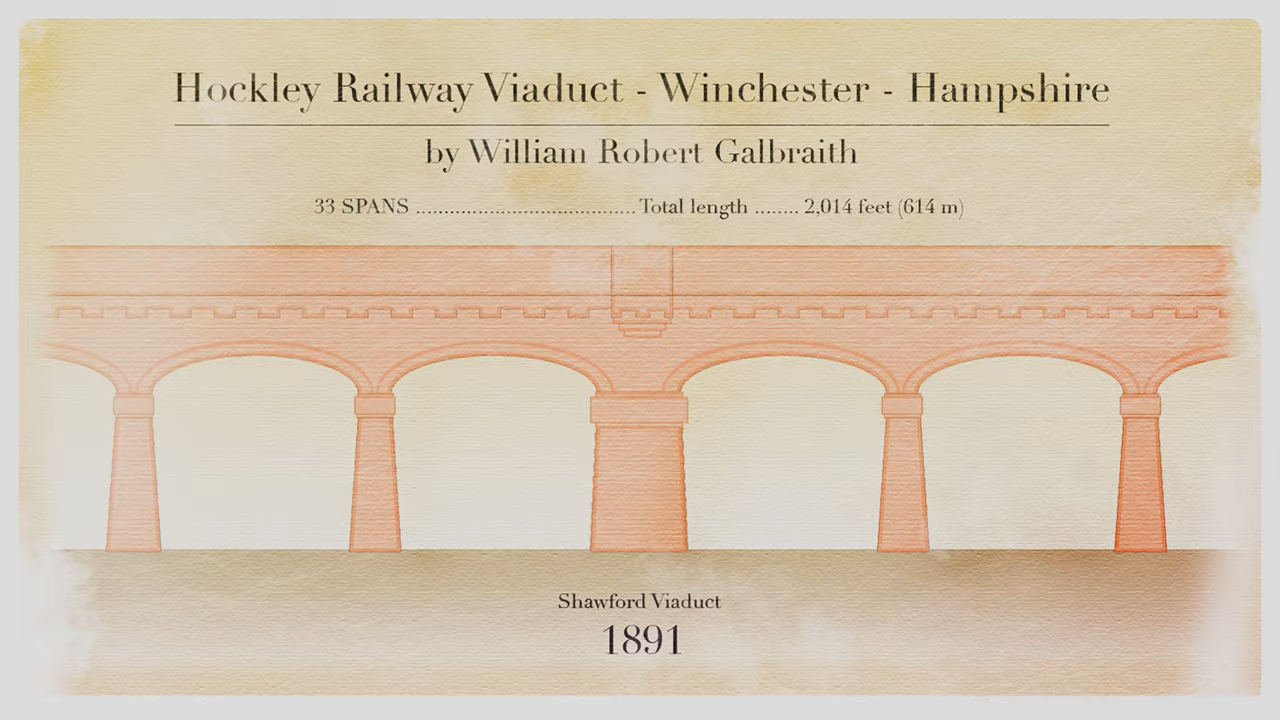 Hockley Railway Viaduct - Winchester - Hampshire
by William Robert Galbraith
33 SPANS ....................................... Total length ........ 2,014 feet (614 m)
Shawford Viaduct
1891